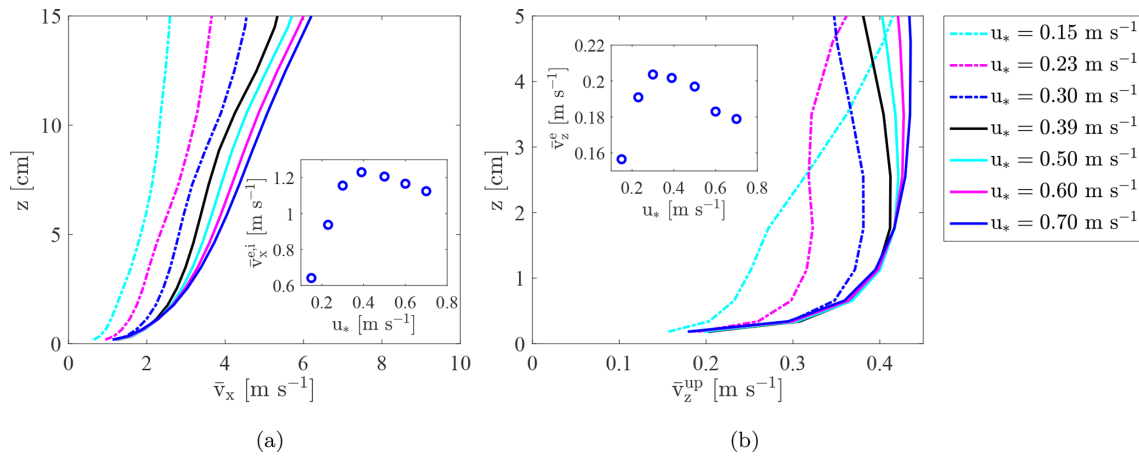 15
10
5
0
z [cm]
0 2 4 6 8 10
v̄ₓ [m s⁻¹]
1.2
1
0.8
0.6
v̄ₓᵉ,ⁱ [m s⁻¹]
0.2 0.4 0.6 0.8
u* [m s⁻¹]
(a)
5
4
3
2
1
0
z [cm]
0 0.1 0.2 0.3 0.4
v̄_z^up [m s⁻¹]
0.22
0.20
0.18
0.16
v̄_z^e [m s⁻¹]
0.2 0.4 0.6 0.8
u* [m s⁻¹]
(b)
u* = 0.15 m s⁻¹
u* = 0.23 m s⁻¹
u* = 0.30 m s⁻¹
u* = 0.39 m s⁻¹
u* = 0.50 m s⁻¹
u* = 0.60 m s⁻¹
u* = 0.70 m s⁻¹